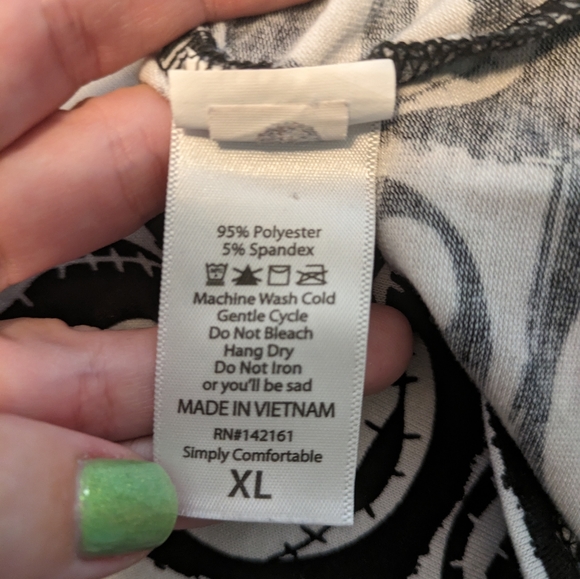 95% Polyester
5% Spandex
Machine Wash Cold
Gentle Cycle
Do Not Bleach
Hang Dry
Do Not Iron
or you'll be sad
MADE IN VIETNAM
RN#142161
Simply Comfortable
XL